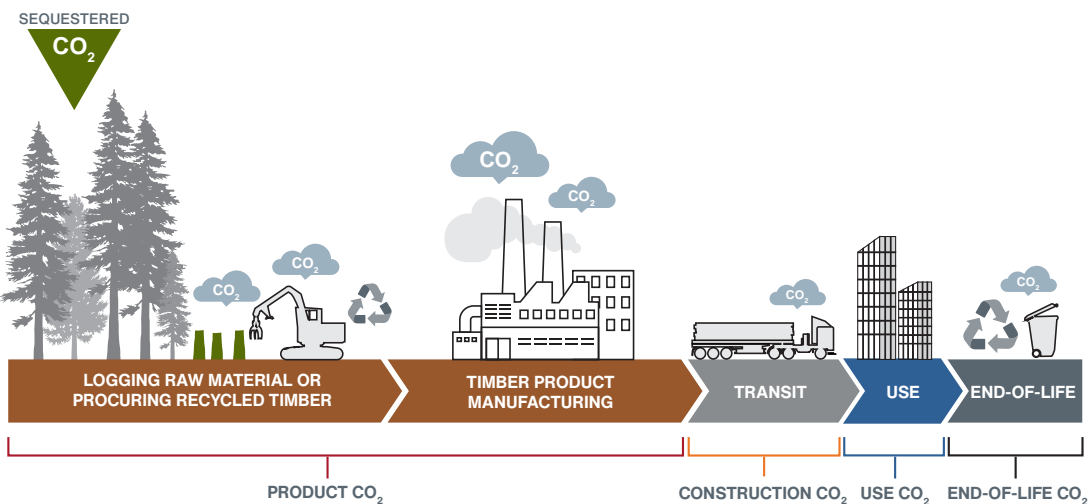 SEQUESTERED
CO₂
CO₂
CO₂
CO₂
CO₂
CO₂
CO₂
LOGGING RAW MATERIAL OR
PROCURING RECYCLED TIMBER
TIMBER PRODUCT
MANUFACTURING
TRANSIT
USE
END-OF-LIFE
PRODUCT CO₂
CONSTRUCTION CO₂
USE CO₂
END-OF-LIFE CO₂